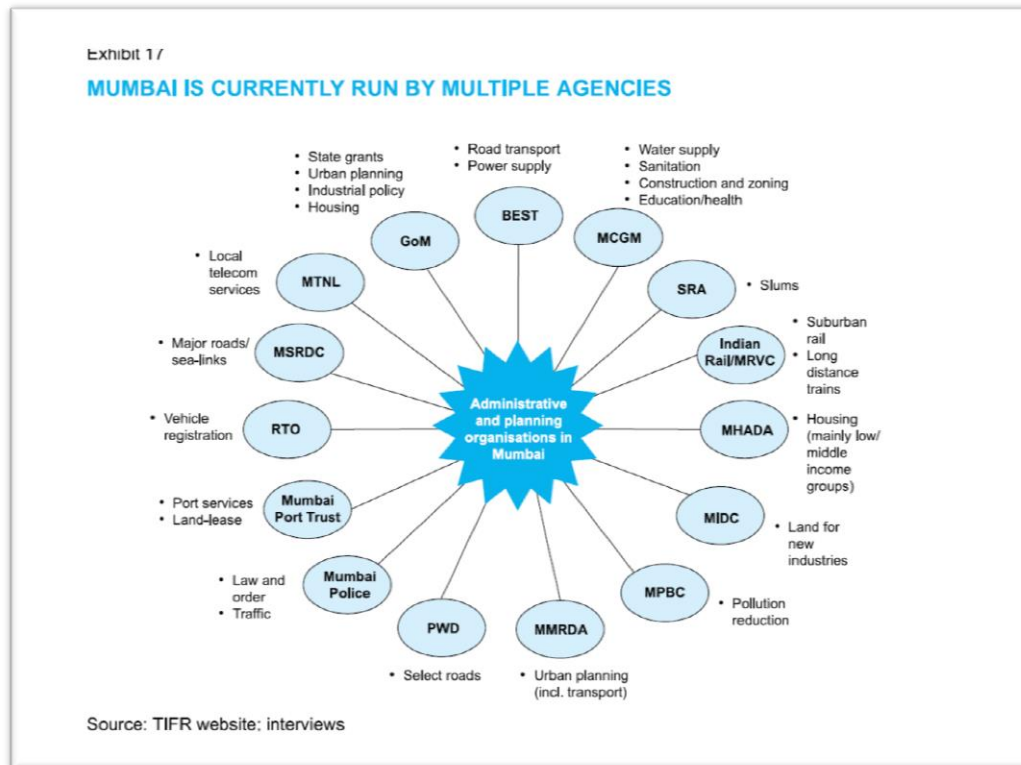 Exhibit 17
MUMBAI IS CURRENTLY RUN BY MULTIPLE AGENCIES
• State grants
• Urban planning
• Industrial policy
• Housing
GoM
• Road transport
• Power supply
BEST
• Water supply
• Sanitation
• Construction and zoning
• Education/health
MCGM
SRA
• Slums
Indian
Rail/MRVC
• Suburban
rail
• Long
distance
trains
MHADA
• Housing
(mainly low/
middle
income
groups)
MIDC
• Land for
new
industries
MPBC
• Pollution
reduction
MMRDA
• Urban planning
(incl. transport)
PWD
• Select roads
Mumbai
Police
• Law and
order
• Traffic
Mumbai
Port Trust
• Port services
• Land-lease
RTO
• Vehicle
registration
MSRDC
• Major roads/
sea-links
MTNL
• Local
telecom
services
Administrative
and planning
organisations in
Mumbai
Source: TIFR website; interviews